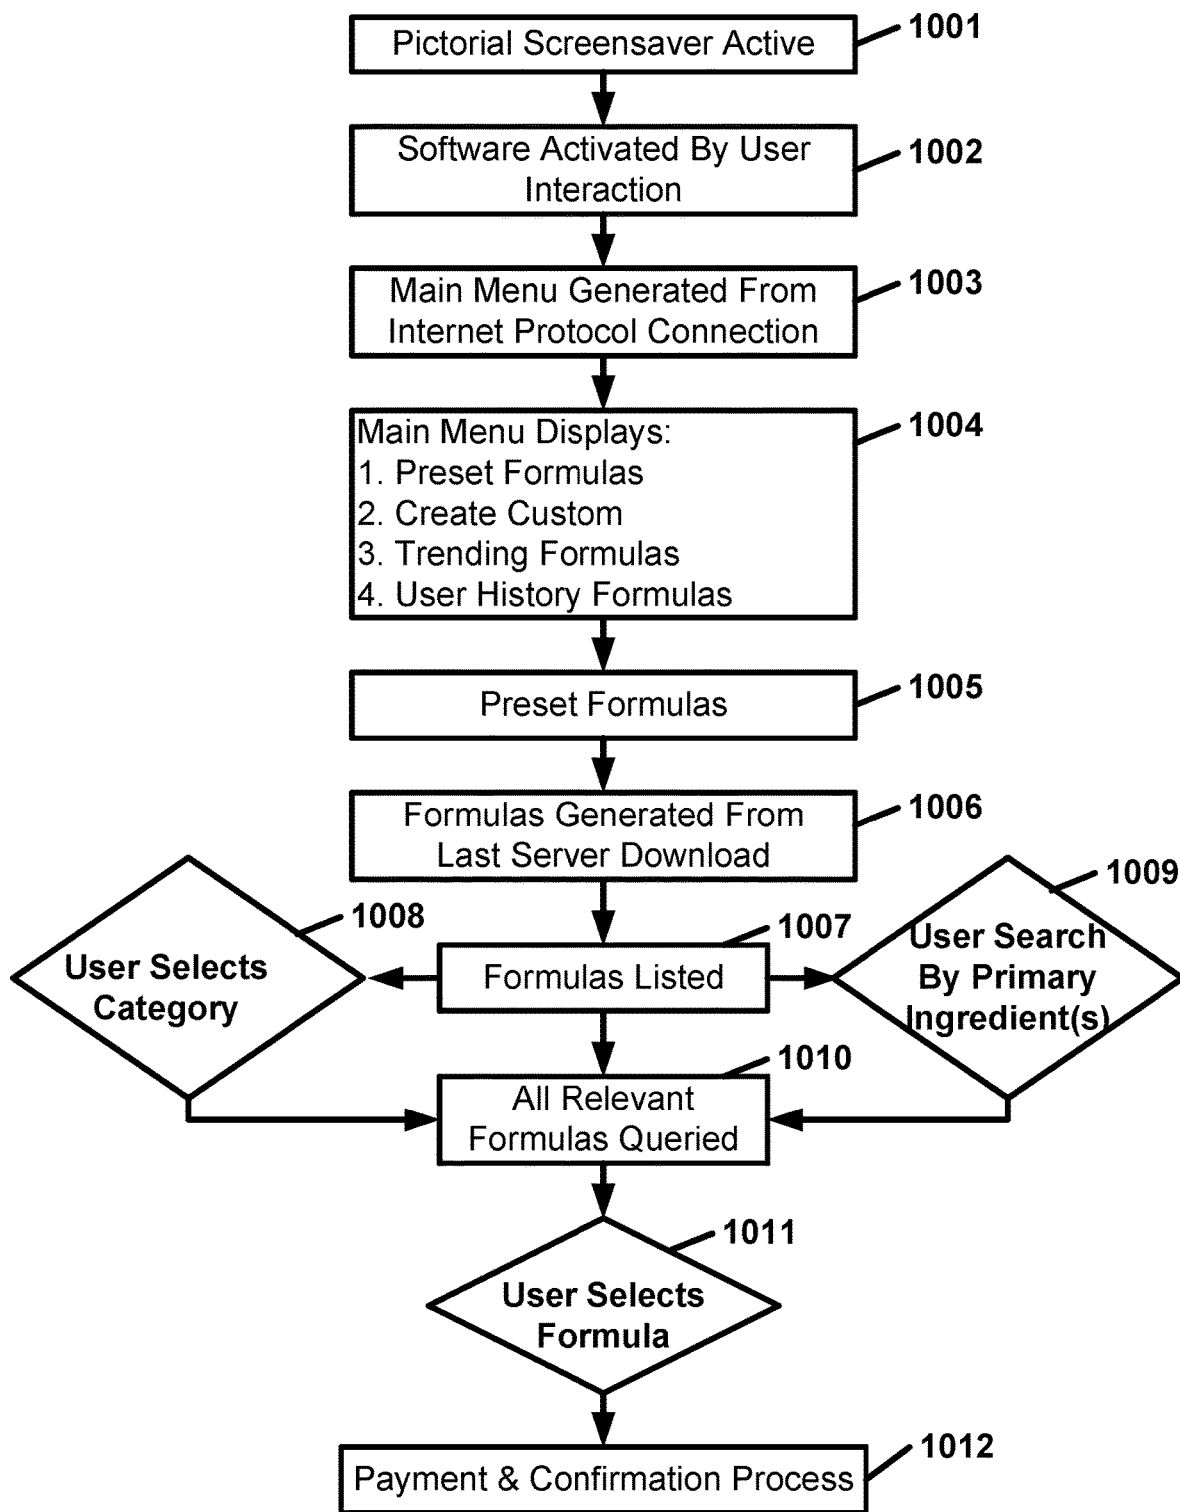 1001
Pictorial Screensaver Active
1002
Software Activated By User
Interaction
1003
Main Menu Generated From
Internet Protocol Connection
1004
Main Menu Displays:
1. Preset Formulas
2. Create Custom
3. Trending Formulas
4. User History Formulas
1005
Preset Formulas
1006
Formulas Generated From
Last Server Download
1008
User Selects
Category
1007
Formulas Listed
1009
User Search
By Primary
Ingredient(s)
1010
All Relevant
Formulas Queried
1011
User Selects
Formula
1012
Payment & Confirmation Process